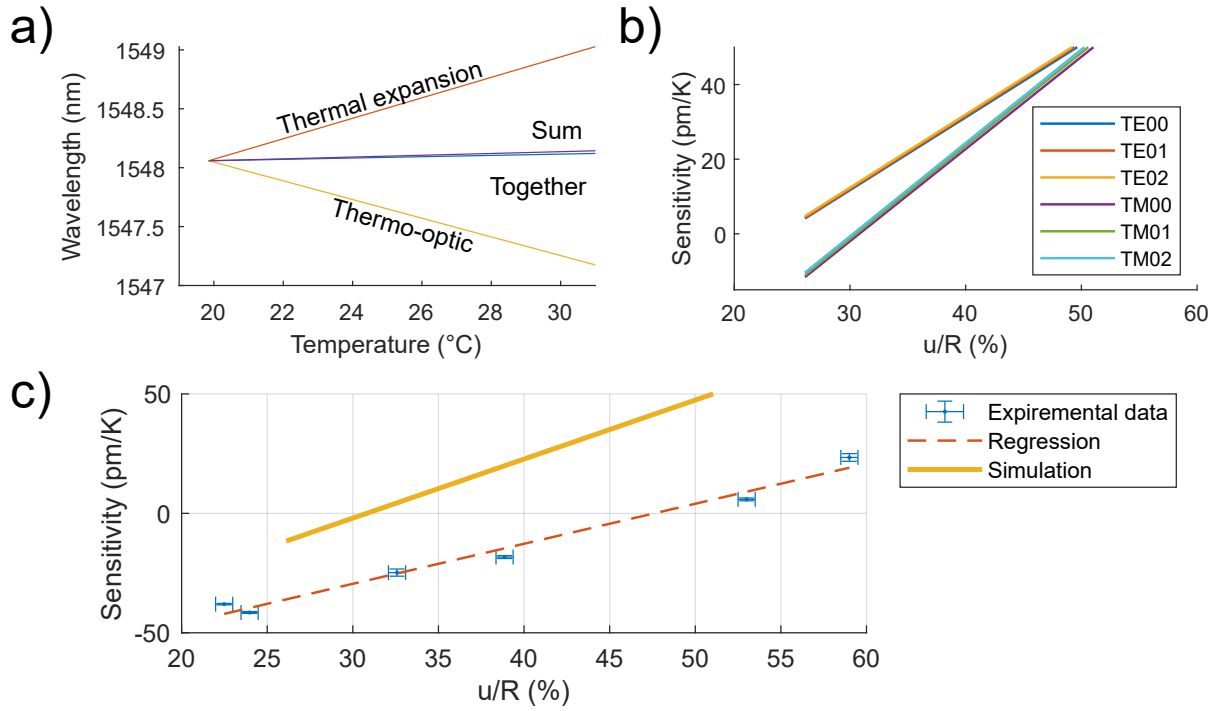 a)
1549
1548.5
1548
1547.5
1547
Wavelength (nm)
Thermal expansion
Sum
Together
Thermo-optic
20 22 24 26 28 30
Temperature (°C)
b)
40
20
0
Sensitivity (pm/K)
TE00
TE01
TE02
TM00
TM01
TM02
20 30 40 50 60
u/R (%)
c)
50
0
-50
Sensitivity (pm/K)
20 25 30 35 40 45 50 55 60
u/R (%)
Expiremental data
Regression
Simulation